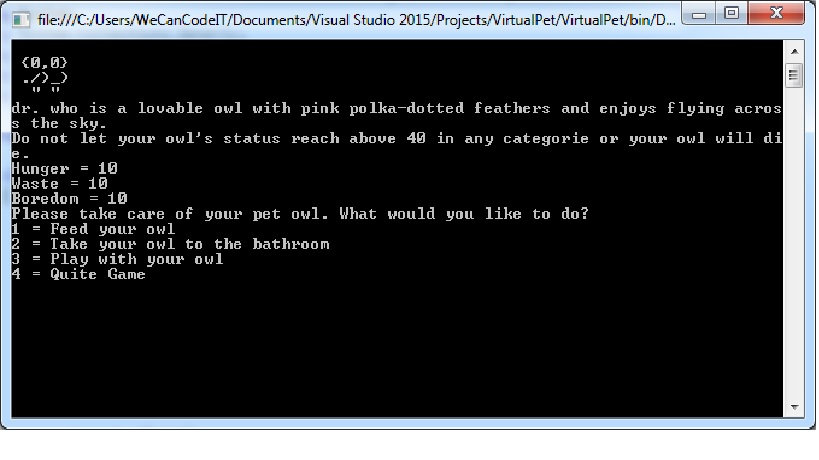 file:///C:/Users/WeCanCodeIT/Documents/Visual Studio 2015/Projects/VirtualPet/VirtualPet/bin/D...
{0,0}
./)_)
" "
dr. who is a lovable owl with pink polka-dotted feathers and enjoys flying acros
s the sky.
Do not let your owl's status reach above 40 in any categorie or your owl will di
e.
Hunger = 10
Waste = 10
Boredom = 10
Please take care of your pet owl. What would you like to do?
1 = Feed your owl
2 = Take your owl to the bathroom
3 = Play with your owl
4 = Quite Game